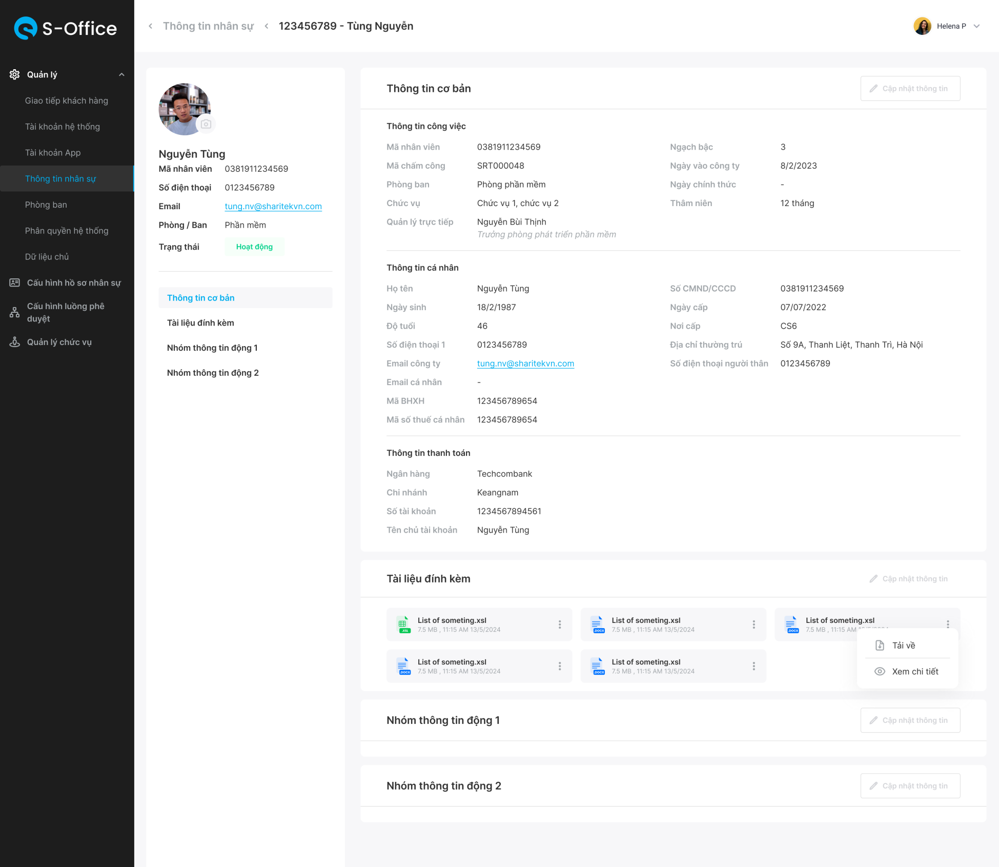 S-Office
Thông tin nhân sự
123456789 - Tùng Nguyễn
Helena P
Quản lý
Giao tiếp khách hàng
Tài khoản hệ thống
Tài khoản App
Thông tin nhân sự
Phòng ban
Phân quyền hệ thống
Dữ liệu chủ
Cấu hình hồ sơ nhân sự
Cấu hình luồng phê
duyệt
Quản lý chức vụ
Nguyễn Tùng
Mã nhân viên 0381911234569
Số điện thoại 0123456789
Email tung.nv@sharitekvn.com
Phòng / Ban Phần mềm
Trạng thái Hoạt động
Thông tin cơ bản
Tài liệu đính kèm
Nhóm thông tin động 1
Nhóm thông tin động 2
Thông tin cơ bản
Cập nhật thông tin
Thông tin công việc
Mã nhân viên 0381911234569 Ngạch bậc 3
Mã chấm công SRT000048 Ngày vào công ty 8/2/2023
Phòng ban Phòng phần mềm Ngày chính thức -
Chức vụ Chức vụ 1, chức vụ 2 Thâm niên 12 tháng
Quản lý trực tiếp Nguyễn Bùi Thịnh
Trưởng phòng phát triển phần mềm
Thông tin cá nhân
Họ tên Nguyễn Tùng Số CMND/CCCD 0381911234569
Ngày sinh 18/2/1987 Ngày cấp 07/07/2022
Độ tuổi 46 Nơi cấp CS6
Số điện thoại 1 0123456789 Địa chỉ thường trú Số 9A, Thanh Liệt, Thanh Trì, Hà Nội
Email công ty tung.nv@sharitekvn.com Số điện thoại người thân 0123456789
Email cá nhân -
Mã BHXH 123456789654
Mã số thuế cá nhân 123456789654
Thông tin thanh toán
Ngân hàng Techcombank
Chi nhánh Keangnam
Số tài khoản 1234567894561
Tên chủ tài khoản Nguyễn Tùng
Tài liệu đính kèm
Cập nhật thông tin
.XSL
List of someting.xsl
7.5 MB , 11:15 AM 13/5/2024
.DOCX
List of someting.xsl
7.5 MB , 11:15 AM 13/5/2024
.DOCX
List of someting.xsl
7.5 MB , 11:15 AM
.DOCX
List of someting.xsl
7.5 MB , 11:15 AM 13/5/2024
.DOCX
List of someting.xsl
7.5 MB , 11:15 AM 13/5/2024
Tải về
Xem chi tiết
Nhóm thông tin động 1
Cập nhật thông tin
Nhóm thông tin động 2
Cập nhật thông tin